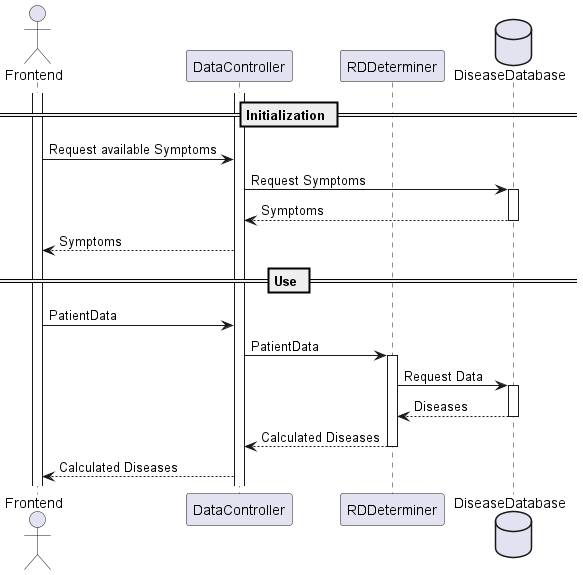 Frontend
DataController
RDDeterminer
DiseaseDatabase
Initialization
Request available Symptoms
Request Symptoms
Symptoms
Symptoms
Use
PatientData
PatientData
Request Data
Diseases
Calculated Diseases
Calculated Diseases
Frontend
DataController
RDDeterminer
DiseaseDatabase